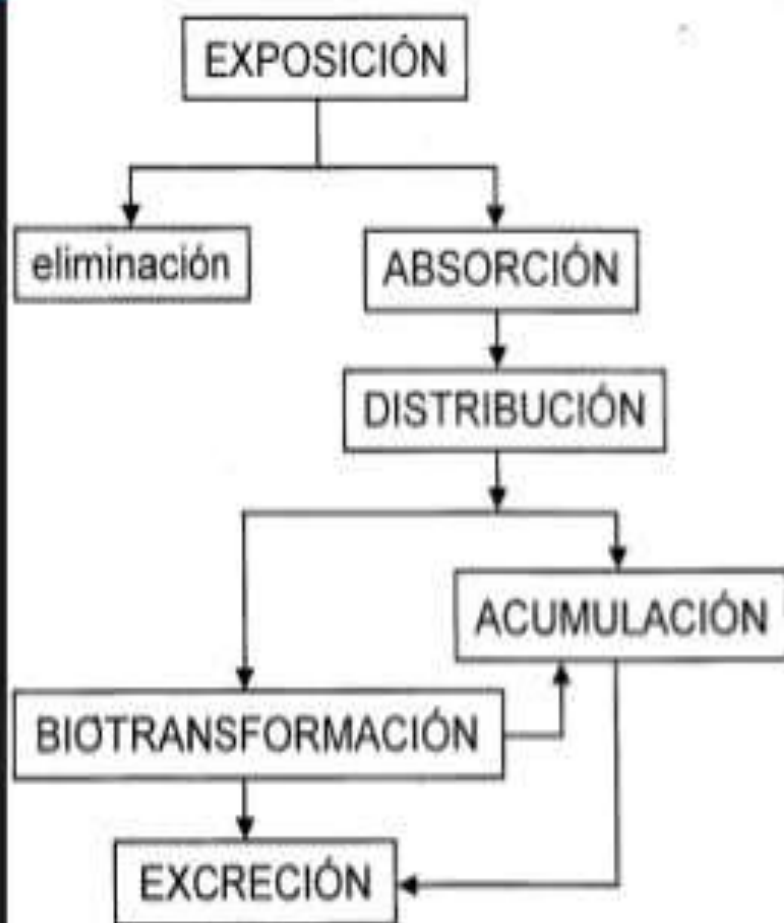 EXPOSICIÓN
eliminación
ABSORCIÓN
DISTRIBUCIÓN
ACUMULACIÓN
BIOTRANSFORMACIÓN
EXCRECIÓN